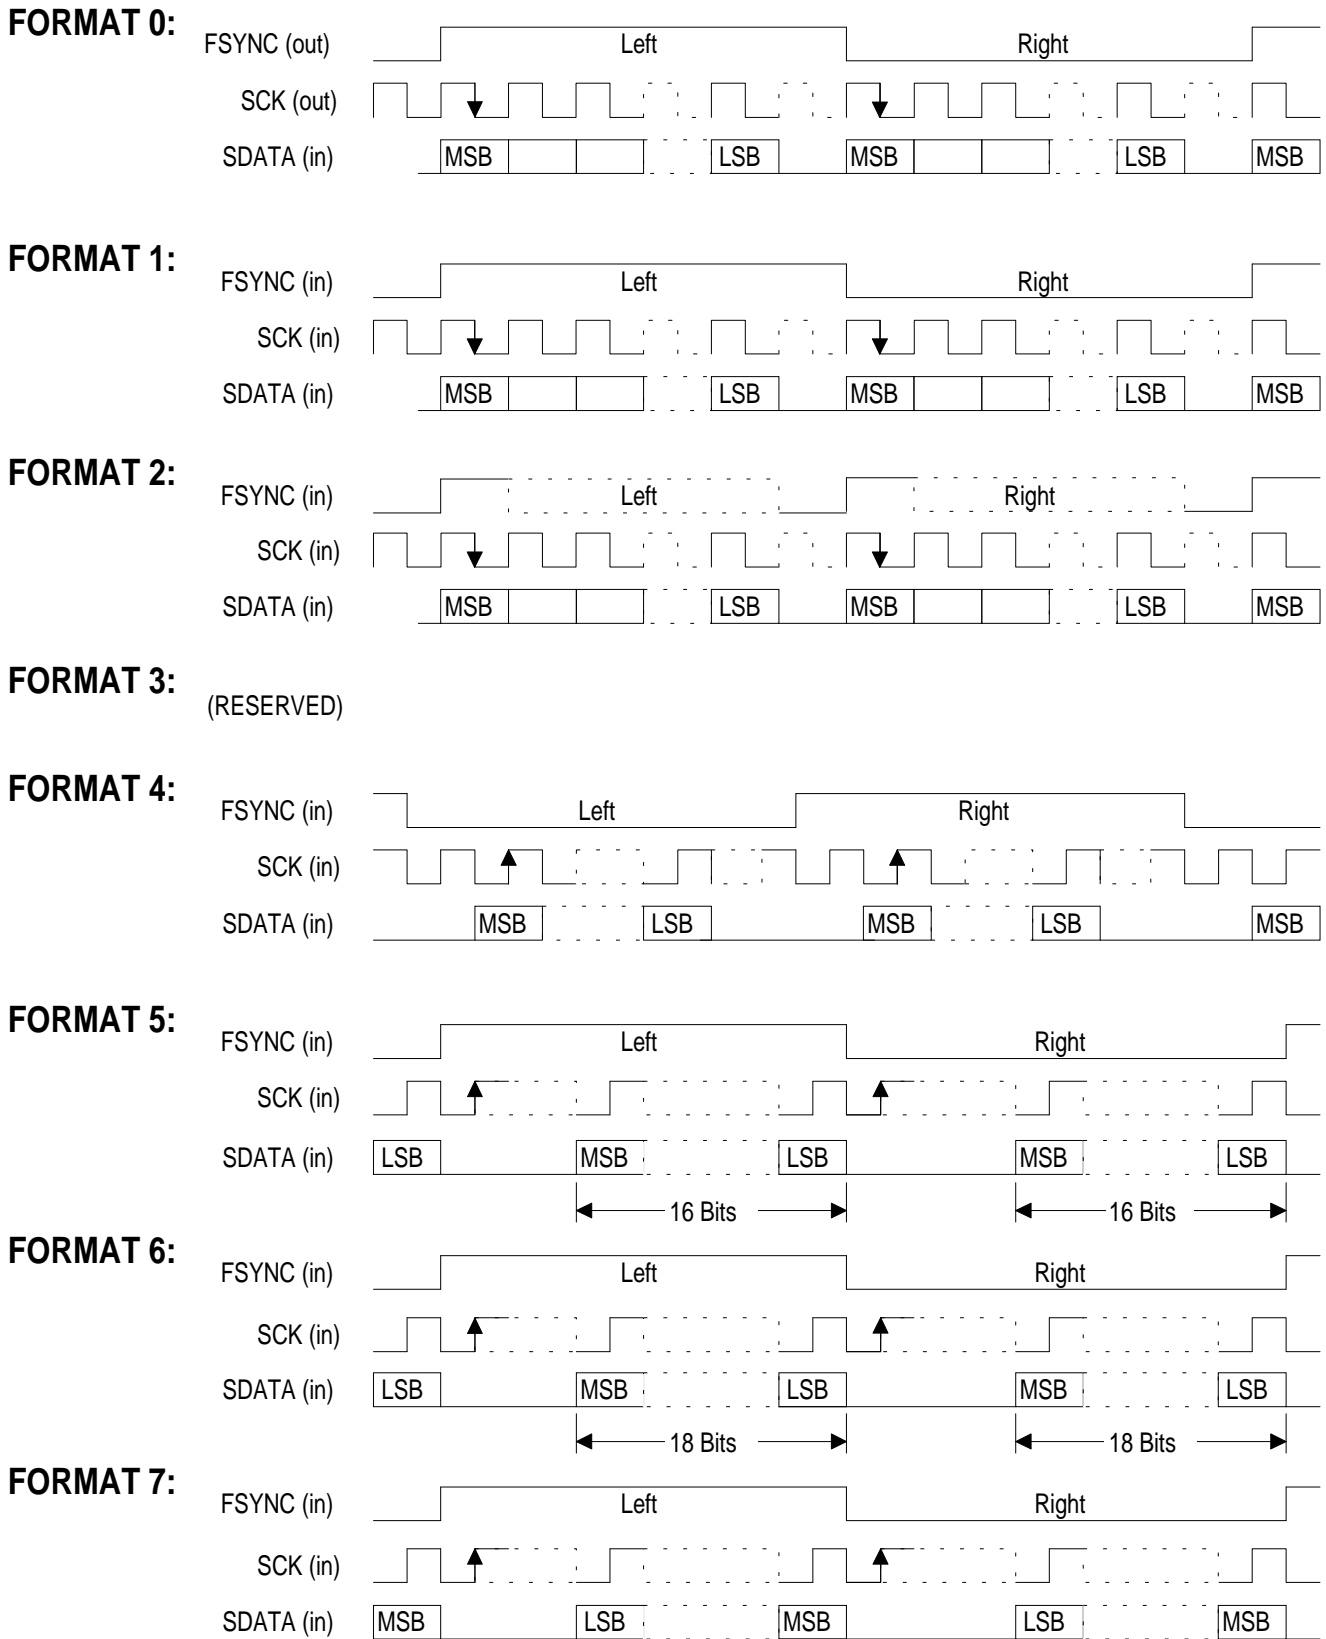 FORMAT 0:
FSYNC (out) Left Right
SCK (out)
SDATA (in) MSB LSB MSB LSB MSB
FORMAT 1:
FSYNC (in) Left Right
SCK (in)
SDATA (in) MSB LSB MSB LSB MSB
FORMAT 2:
FSYNC (in) Left Right
SCK (in)
SDATA (in) MSB LSB MSB LSB MSB
FORMAT 3:
(RESERVED)
FORMAT 4:
FSYNC (in) Left Right
SCK (in)
SDATA (in) MSB LSB MSB LSB MSB
FORMAT 5:
FSYNC (in) Left Right
SCK (in)
SDATA (in) LSB MSB LSB MSB LSB
16 Bits 16 Bits
FORMAT 6:
FSYNC (in) Left Right
SCK (in)
SDATA (in) LSB MSB LSB MSB LSB
18 Bits 18 Bits
FORMAT 7:
FSYNC (in) Left Right
SCK (in)
SDATA (in) MSB LSB MSB LSB MSB